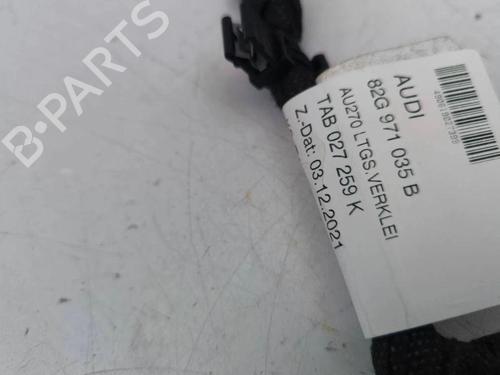 B-PARTS
AUDI
82G 971 035 B
AU270 LTGS.VERKLEI
TAB 027 259 K
Z.-Dat: 03.12.2021